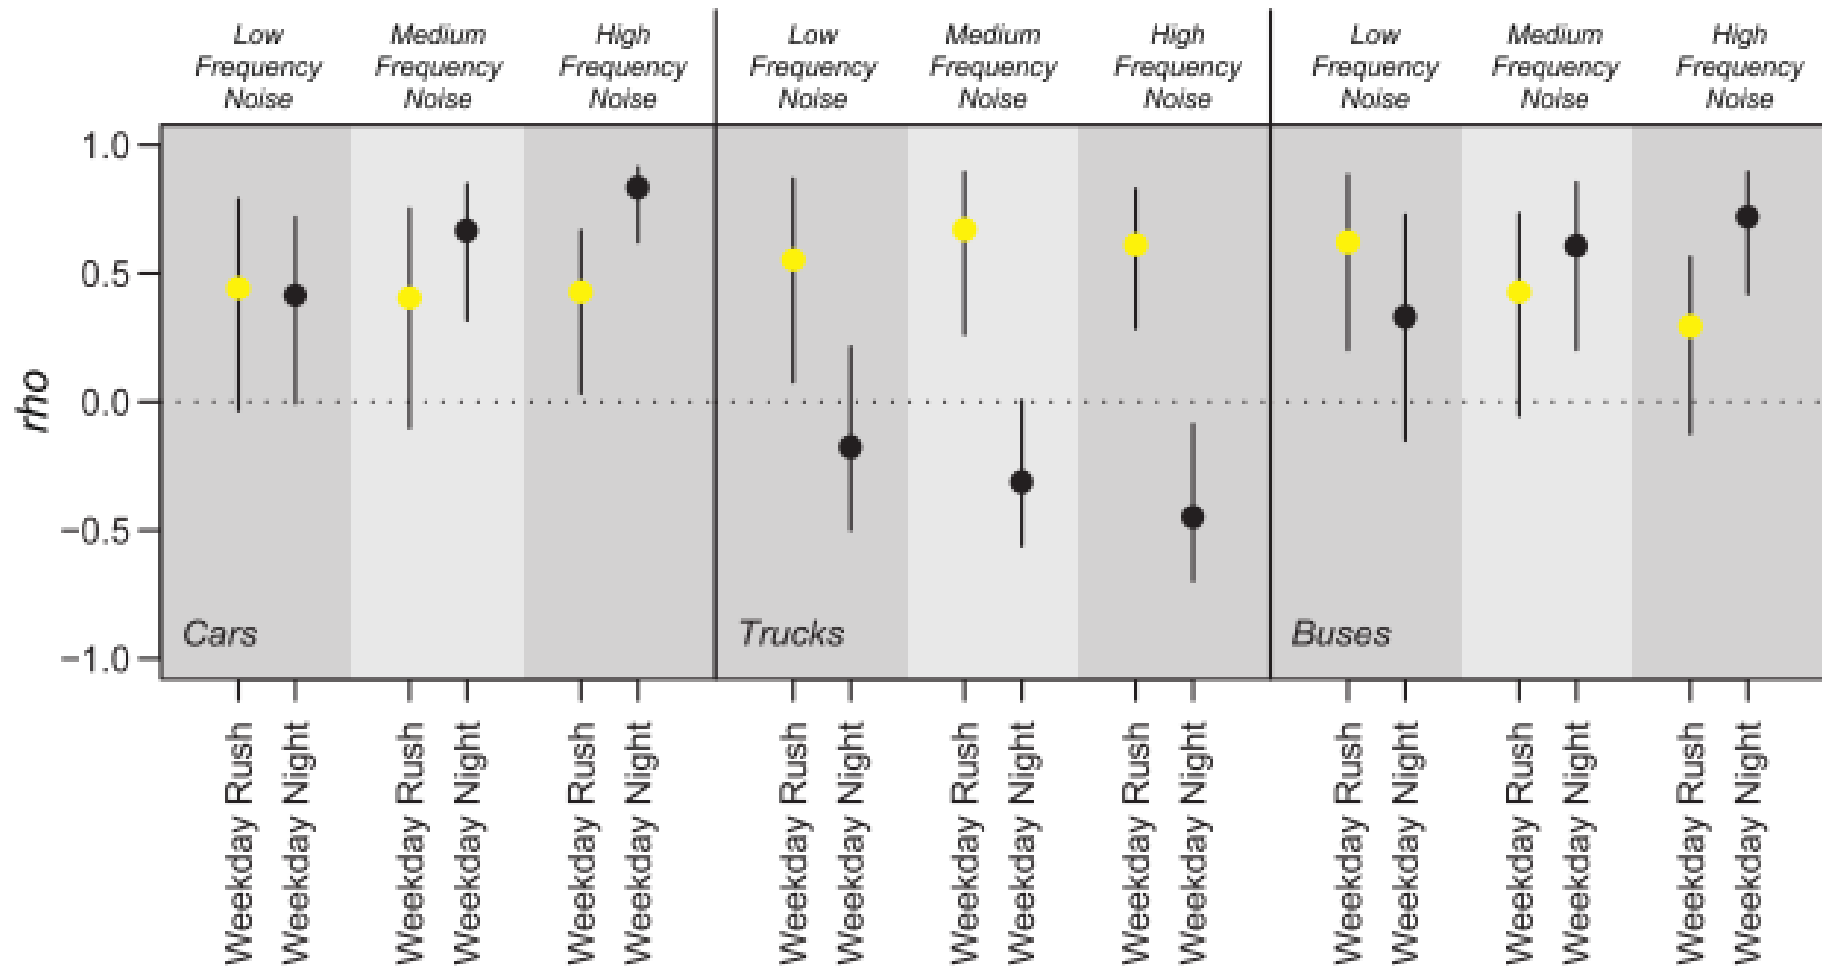 Low Frequency Noise
Medium Frequency Noise
High Frequency Noise
Low Frequency Noise
Medium Frequency Noise
High Frequency Noise
Low Frequency Noise
Medium Frequency Noise
High Frequency Noise
rho
1.0
0.5
0.0
−0.5
−1.0
Cars
Trucks
Buses
Weekday Rush
Weekday Night
Weekday Rush
Weekday Night
Weekday Rush
Weekday Night
Weekday Rush
Weekday Night
Weekday Rush
Weekday Night
Weekday Rush
Weekday Night
Weekday Rush
Weekday Night
Weekday Rush
Weekday Night
Weekday Rush
Weekday Night